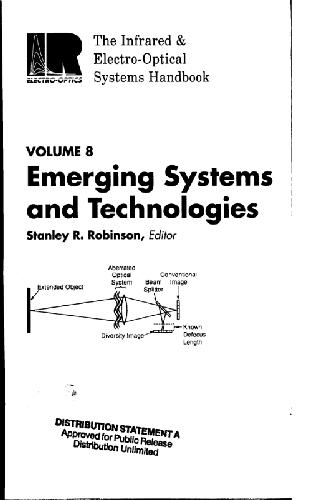 IR
ELECTRO-OPTICS
The Infrared &
Electro-Optical
Systems Handbook
VOLUME 8
Emerging Systems
and Technologies
Stanley R. Robinson, Editor
Aberrated
Optical
System
Beam
Splitter
Conventional
Image
Extended Object
Diversity Image
Known
Defocus
Length
DISTRIBUTION STATEMENT A
Approved for Public Release
Distribution Unlimited